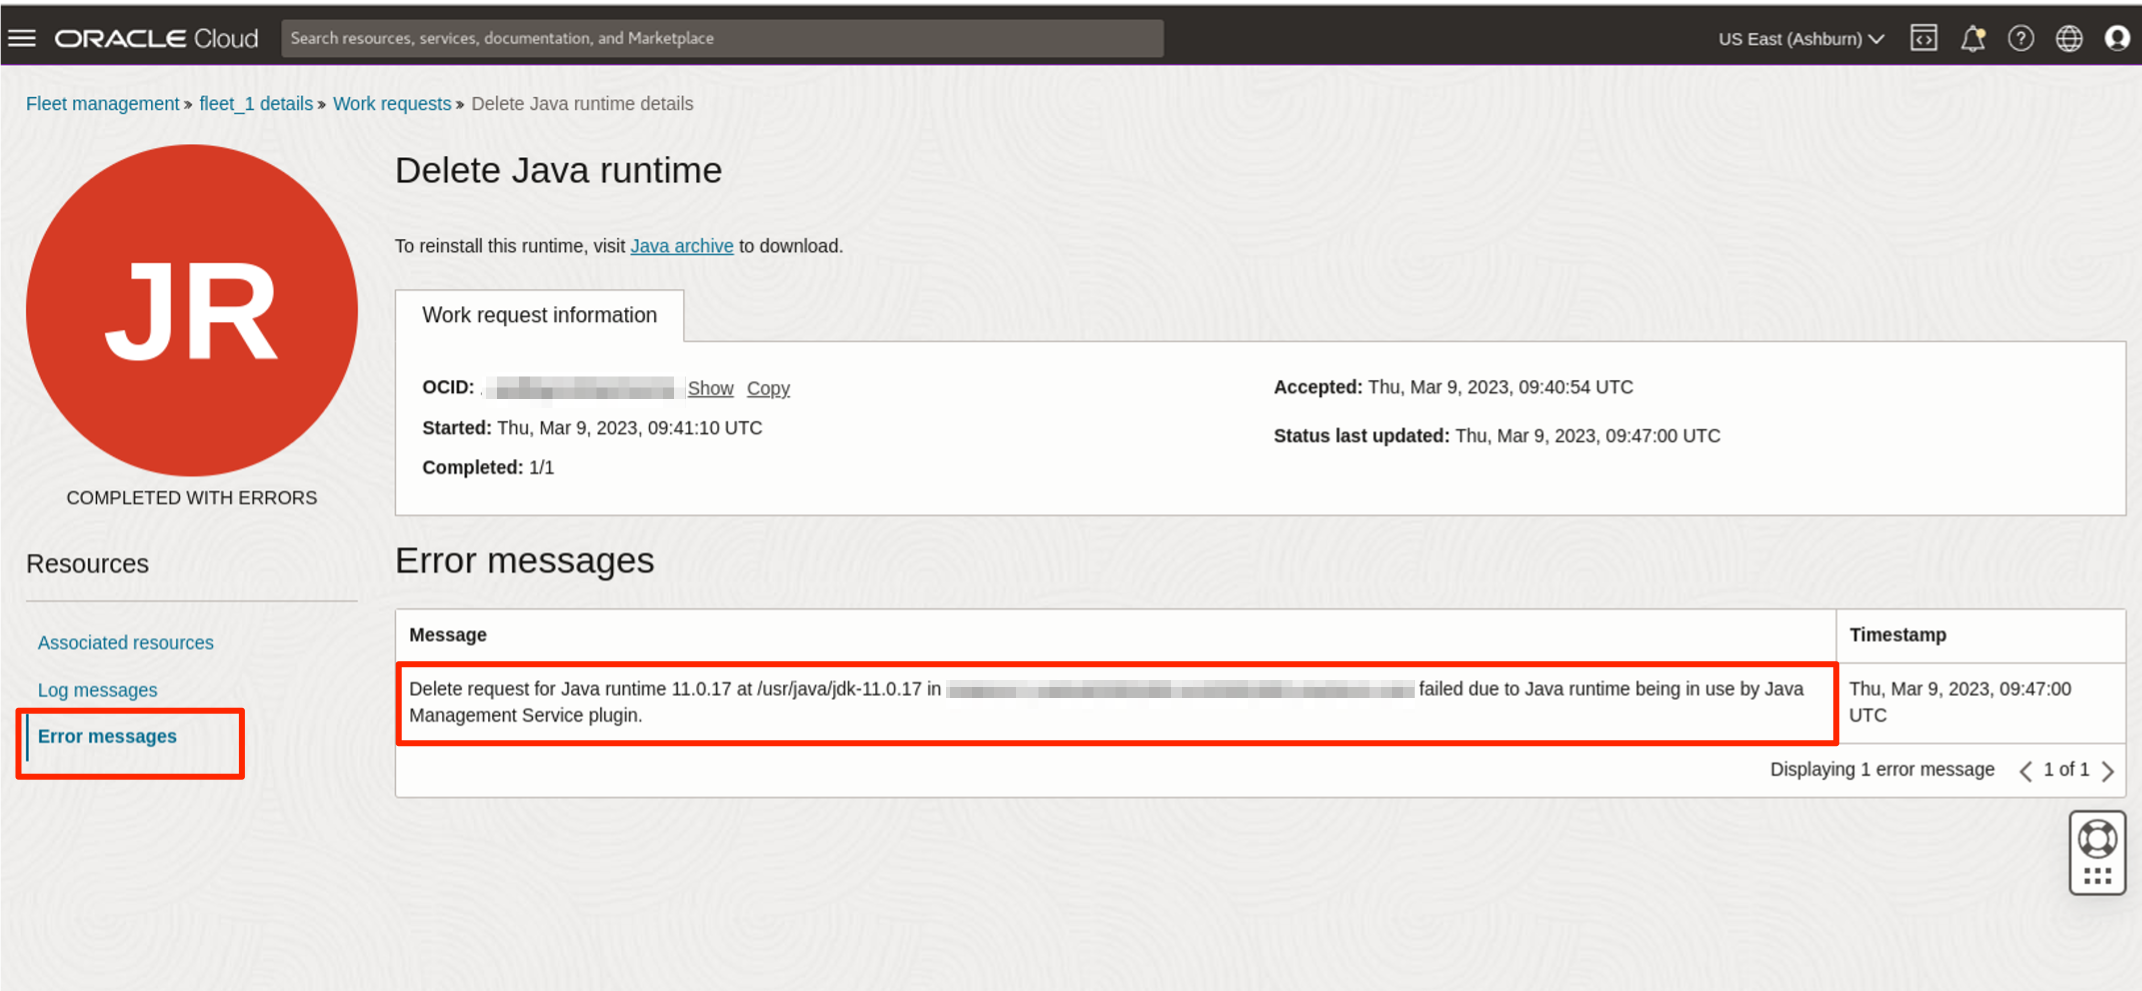 ORACLE Cloud
Search resources, services, documentation, and Marketplace
US East (Ashburn)
Fleet management » fleet_1 details » Work requests » Delete Java runtime details
JR
COMPLETED WITH ERRORS
Delete Java runtime
To reinstall this runtime, visit Java archive to download.
Work request information
OCID: Show Copy
Started: Thu, Mar 9, 2023, 09:41:10 UTC
Completed: 1/1
Accepted: Thu, Mar 9, 2023, 09:40:54 UTC
Status last updated: Thu, Mar 9, 2023, 09:47:00 UTC
Resources
Associated resources
Log messages
Error messages
Error messages
Message
Timestamp
Delete request for Java runtime 11.0.17 at /usr/java/jdk-11.0.17 in failed due to Java runtime being in use by Java
Management Service plugin.
Thu, Mar 9, 2023, 09:47:00
UTC
Displaying 1 error message
1 of 1